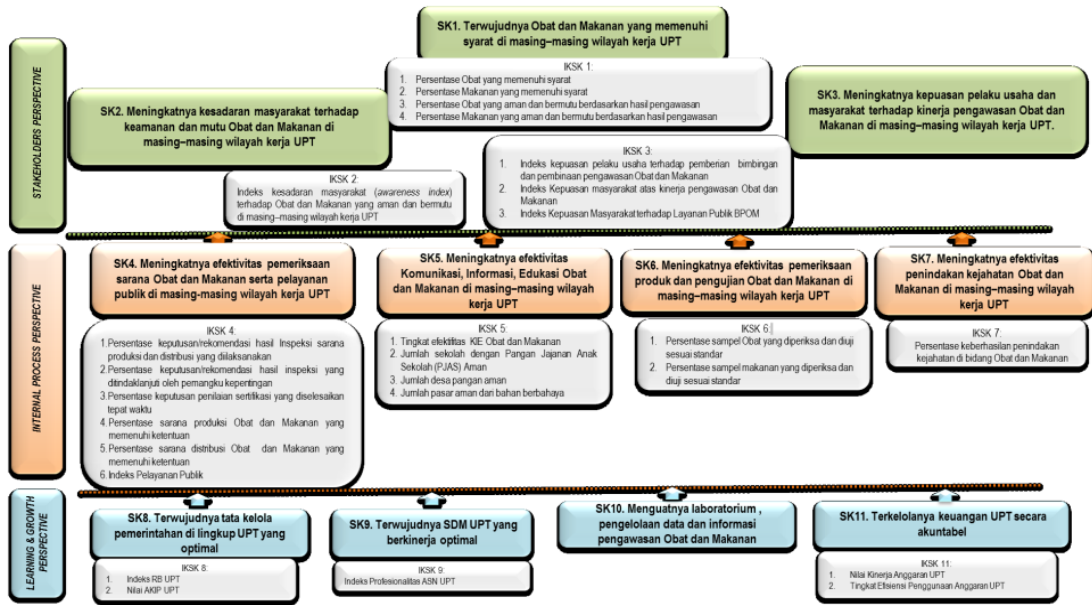 STAKEHOLDERS PERSPECTIVE
SK1. Terwujudnya Obat dan Makanan yang memenuhi
syarat di masing–masing wilayah kerja UPT
IKSK 1:
1. Persentase Obat yang memenuhi syarat
2. Persentase Makanan yang memenuhi syarat
3. Persentase Obat yang aman dan bermutu berdasarkan hasil pengawasan
4. Persentase Makanan yang aman dan bermutu berdasarkan hasil pengawasan
SK2. Meningkatnya kesadaran masyarakat terhadap
keamanan dan mutu Obat dan Makanan di
masing–masing wilayah kerja UPT
IKSK 2:
Indeks kesadaran masyarakat (awareness index)
terhadap Obat dan Makanan yang aman dan bermutu
di masing–masing wilayah kerja UPT
SK3. Meningkatnya kepuasan pelaku usaha dan
masyarakat terhadap kinerja pengawasan Obat dan
Makanan di masing–masing wilayah kerja UPT.
IKSK 3:
1. Indeks kepuasan pelaku usaha terhadap pemberian bimbingan
dan pembinaan pengawasan Obat dan Makanan
2. Indeks Kepuasan masyarakat atas kinerja pengawasan Obat dan
Makanan
3. Indeks Kepuasan Masyarakat terhadap Layanan Publik BPOM
INTERNAL PROCESS PERSPECTIVE
SK4. Meningkatnya efektivitas pemeriksaan
sarana Obat dan Makanan serta pelayanan
publik di masing-masing wilayah kerja UPT
IKSK 4:
1.Persentase keputusan/rekomendasi hasil Inspeksi sarana
produksi dan distribusi yang dilaksanakan
2.Persentase keputusan/rekomendasi hasil inspeksi yang
ditindaklanjuti oleh pemangku kepentingan
3.Persentase keputusan penilaian sertifikasi yang diselesaikan
tepat waktu
4.Persentase sarana produksi Obat dan Makanan yang
memenuhi ketentuan
5.Persentase sarana distribusi Obat dan Makanan yang
memenuhi ketentuan
6.Indeks Pelayanan Publik
SK5. Meningkatnya efektivitas
Komunikasi, Informasi, Edukasi Obat
dan Makanan di masing–masing wilayah
kerja UPT
IKSK 5:
1. Tingkat efektifitas KIE Obat dan Makanan
2. Jumlah sekolah dengan Pangan Jajanan Anak
Sekolah (PJAS) Aman
3. Jumlah desa pangan aman
4. Jumlah pasar aman dari bahan berbahaya
SK6. Meningkatnya efektivitas pemeriksaan
produk dan pengujian Obat dan Makanan di
masing–masing wilayah kerja UPT
IKSK 6:
1. Persentase sampel Obat yang diperiksa dan diuji
sesuai standar
2. Persentase sampel makanan yang diperiksa dan
diuji sesuai standar
SK7. Meningkatnya efektivitas
penindakan kejahatan Obat dan
Makanan di masing–masing wilayah
kerja UPT
IKSK 7:
Persentase keberhasilan penindakan
kejahatan di bidang Obat dan Makanan
LEARNING & GROWTH
PERSPECTIVE
SK8. Terwujudnya tata kelola
pemerintahan di lingkup UPT yang
optimal
IKSK 8:
1. Indeks RB UPT
2. Nilai AKIP UPT
SK9. Terwujudnya SDM UPT yang
berkinerja optimal
IKSK 9:
Indeks Profesionalitas ASN UPT
SK10. Menguatnya laboratorium ,
pengelolaan data dan informasi
pengawasan Obat dan Makanan
SK11. Terkelolanya keuangan UPT secara
akuntabel
IKSK 11:
1. Nilai Kinerja Anggaran UPT
2. Tingkat Efisiensi Penggunaan Anggaran UPT